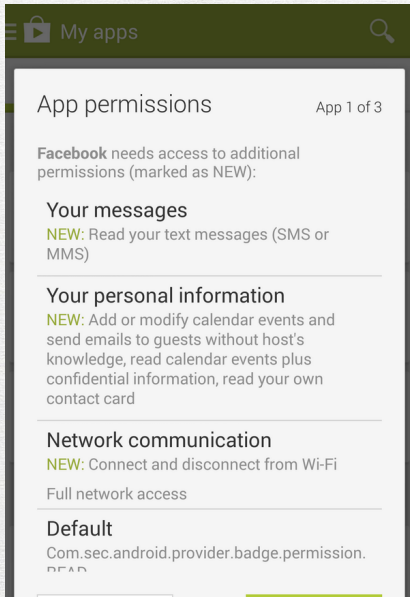 My apps
App permissions
App 1 of 3
Facebook needs access to additional
permissions (marked as NEW):
Your messages
NEW: Read your text messages (SMS or
MMS)
Your personal information
NEW: Add or modify calendar events and
send emails to guests without host's
knowledge, read calendar events plus
confidential information, read your own
contact card
Network communication
NEW: Connect and disconnect from Wi-Fi
Full network access
Default
Com.sec.android.provider.badge.permission.
READ